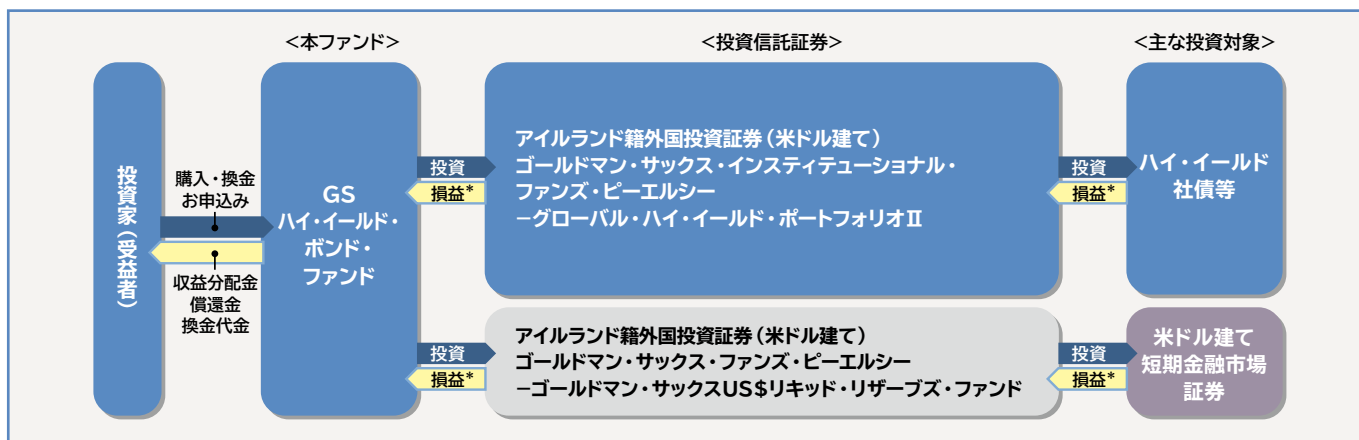 <本ファンド>
<投資信託証券>
<主な投資対象>
投資家(受益者)
購入・換金
お申込み
収益分配金
償還金
換金代金
GS
ハイ・イールド・
ボンド・
ファンド
投資
損益*
アイルランド籍外国投資証券(米ドル建て)
ゴールドマン・サックス・インスティテューショナル・
ファンズ・ピーエルシー
－グローバル・ハイ・イールド・ポートフォリオⅡ
投資
損益*
ハイ・イールド
社債等
投資
損益*
アイルランド籍外国投資証券(米ドル建て)
ゴールドマン・サックス・ファンズ・ピーエルシー
－ゴールドマン・サックスUS$リキッド・リザーブズ・ファンド
投資
損益*
米ドル建て
短期金融市場
証券